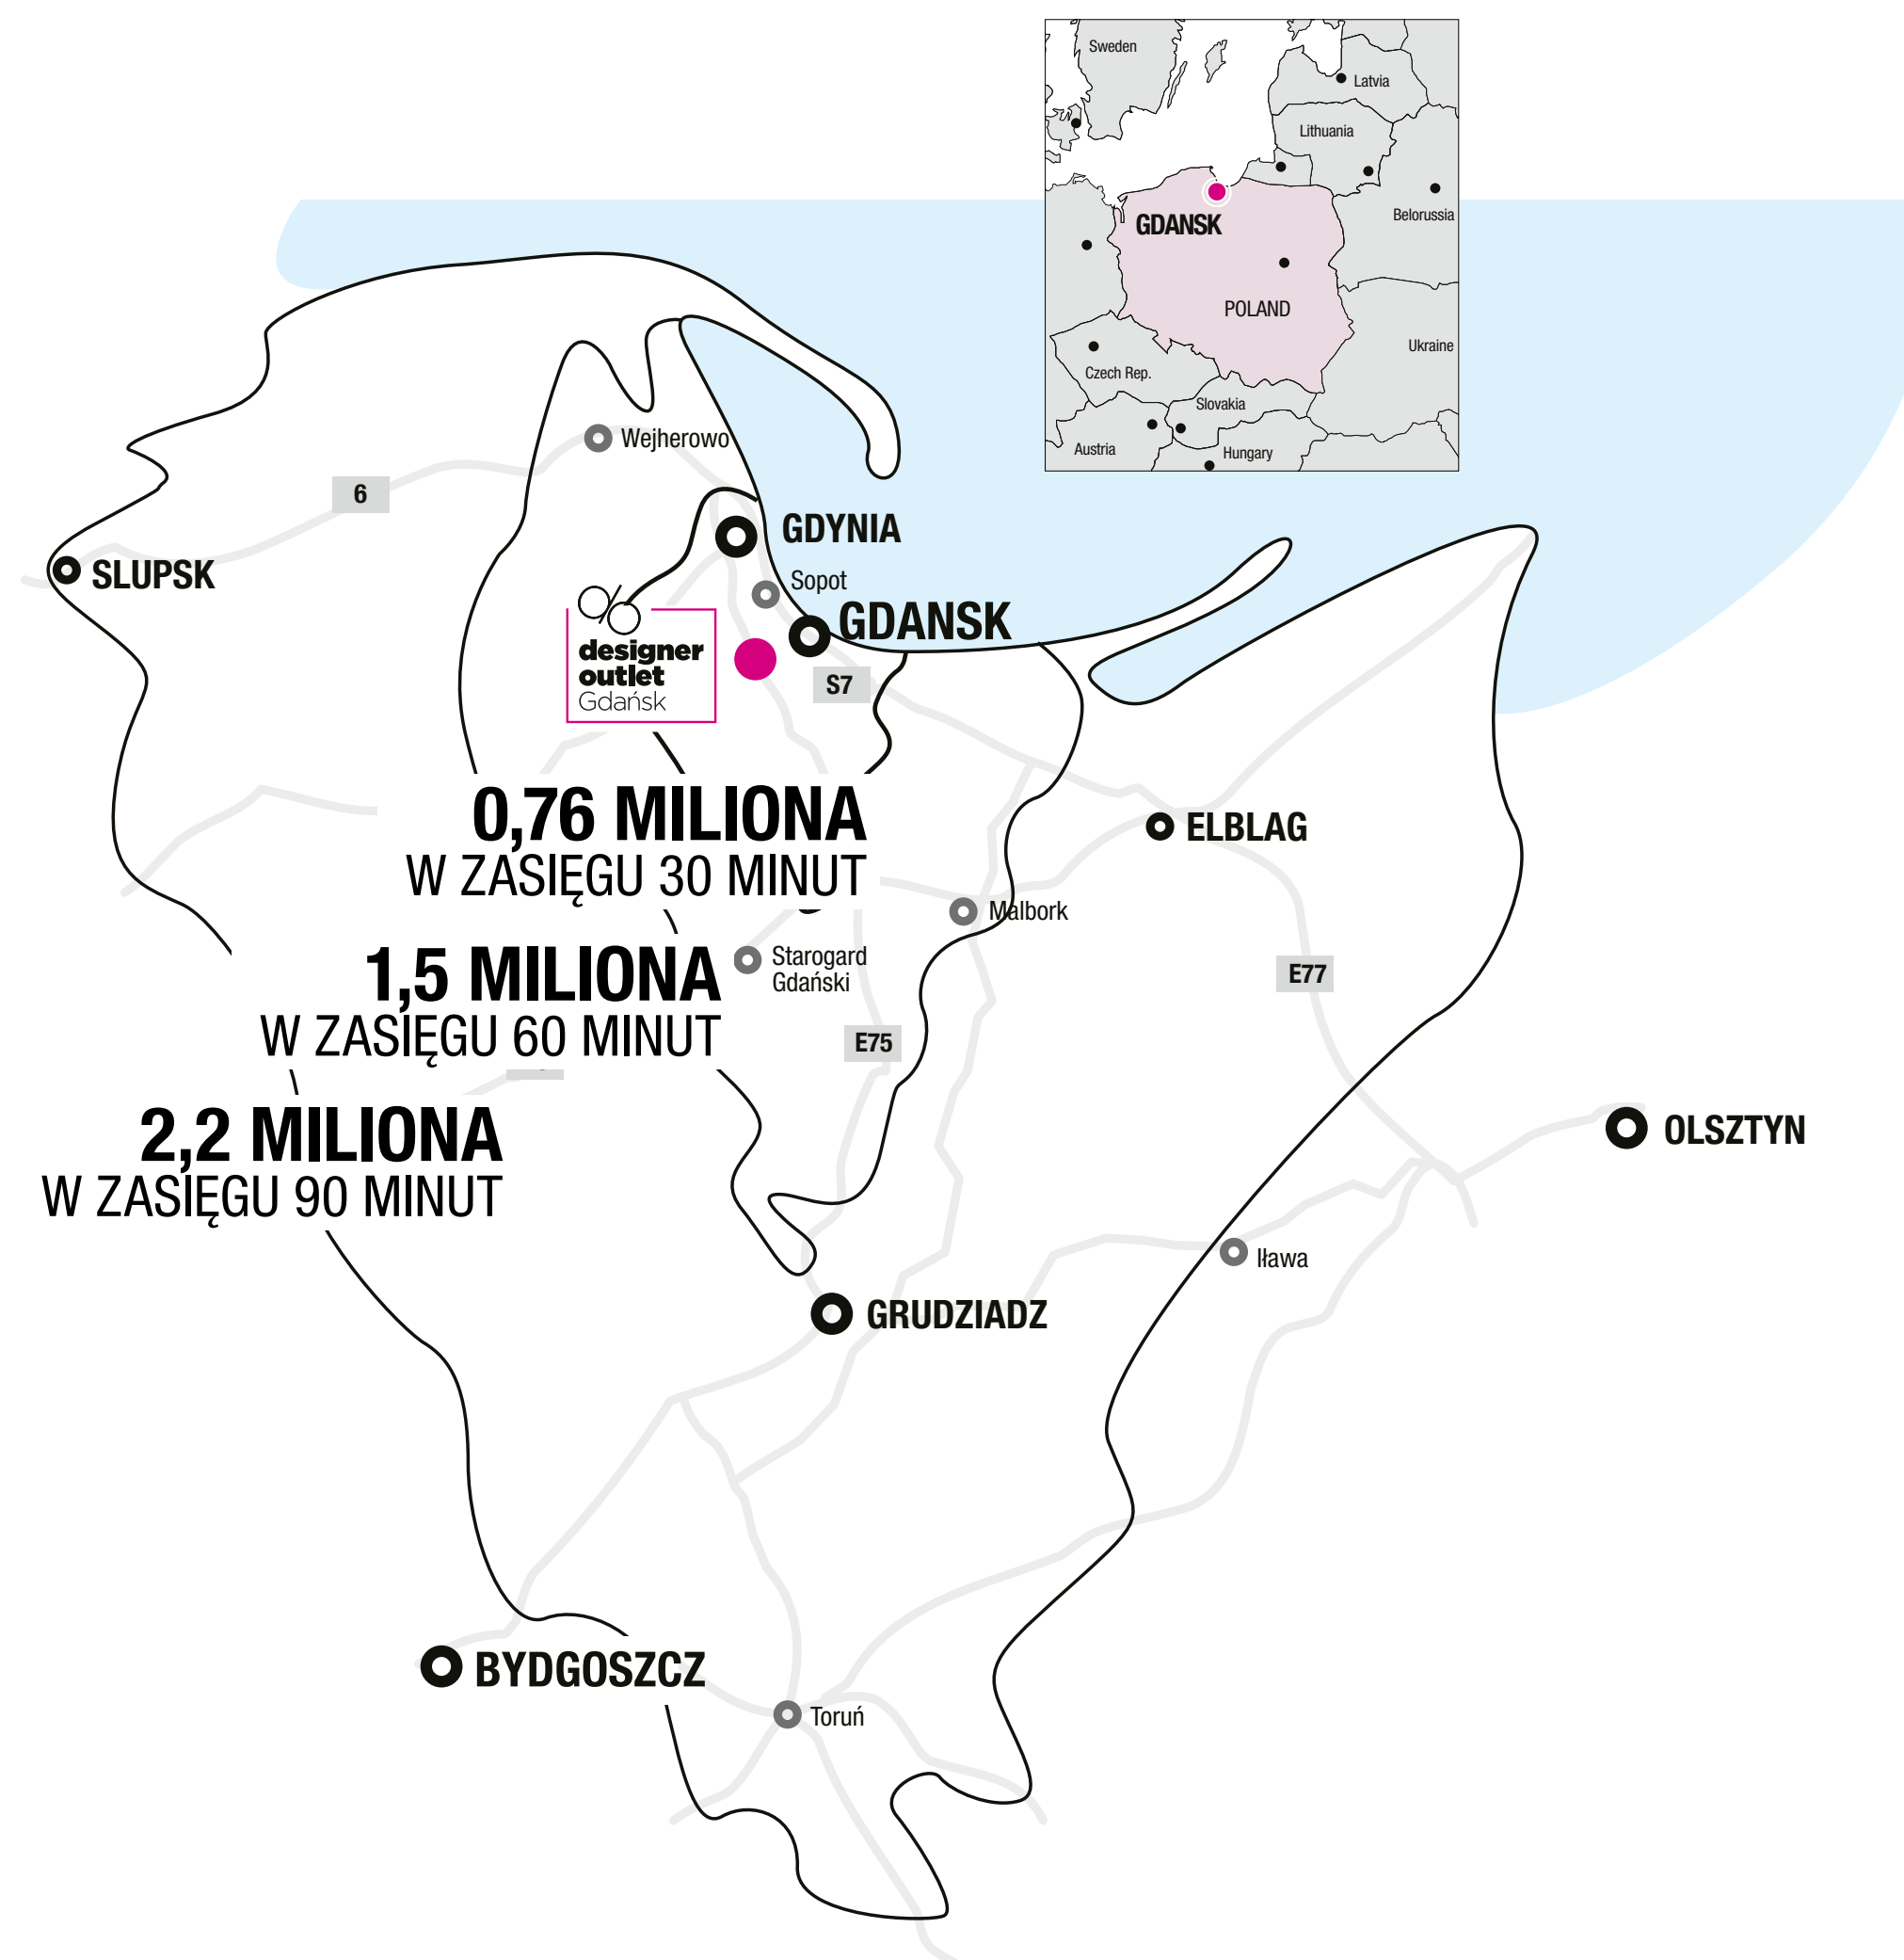 Sweden
Latvia
Lithuania
Belorussia
GDANSK
POLAND
Ukraine
Czech Rep.
Slovakia
Austria
Hungary
Wejherowo
6
GDYNIA
SLUPSK
Sopot
GDANSK
%
designer
outlet
Gdańsk
S7
0,76 MILIONA
W ZASIĘGU 30 MINUT
ELBLAG
Malbork
1,5 MILIONA
W ZASIĘGU 60 MINUT
Starogard
Gdański
E77
E75
2,2 MILIONA
W ZASIĘGU 90 MINUT
OLSZTYN
Iława
GRUDZIADZ
BYDGOSZCZ
Toruń